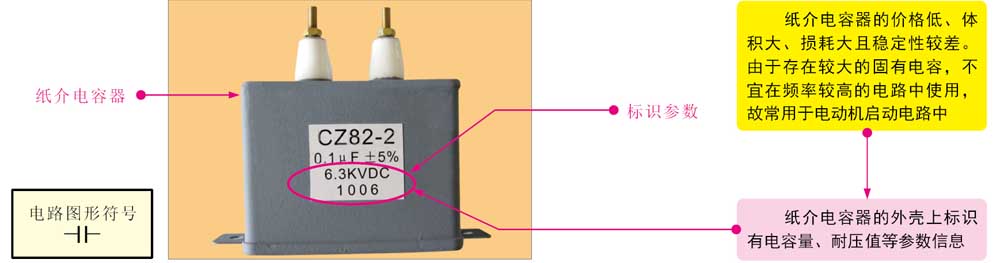 纸介电容器
电路图形符号
CZ82-2
0.1μF ±5%
6.3KVDC
1006
标识参数
纸介电容器的价格低、体
积大、损耗大且稳定性较差。
由于存在较大的固有电容，不
宜在频率较高的电路中使用，
故常用于电动机启动电路中
纸介电容器的外壳上标识
有电容量、耐压值等参数信息